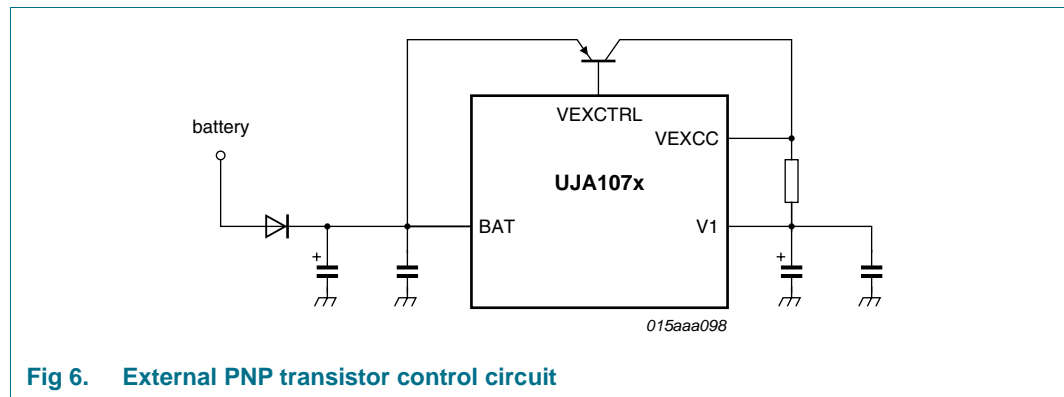 battery
VEXCTRL
VEXCC
UJA107x
BAT
V1
+
+
015aaa098
Fig 6. External PNP transistor control circuit